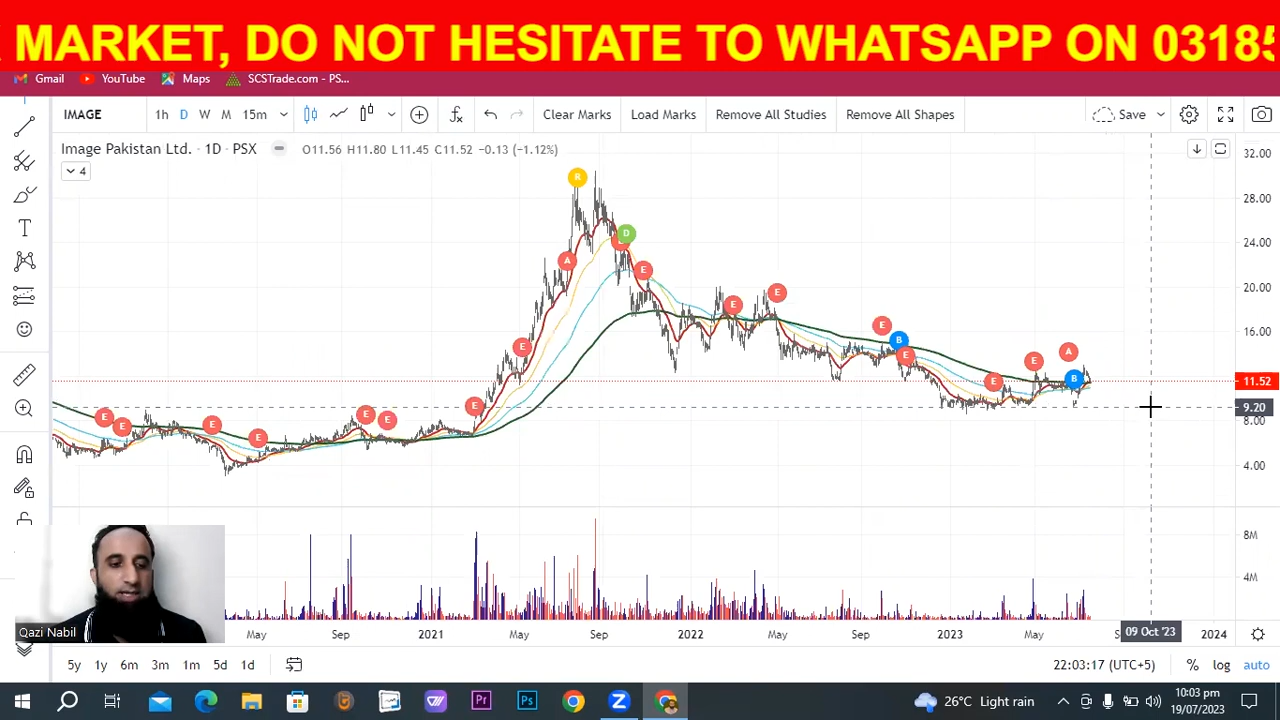 MARKET, DO NOT HESITATE TO WHATSAPP ON 03185
Gmail YouTube Maps SCSTrade.com - PS...
IMAGE 1h D W M 15m Clear Marks Load Marks Remove All Studies Remove All Shapes Save
Image Pakistan Ltd. · 1D · PSX O11.56 H11.80 L11.45 C11.52 −0.13 (−1.12%)
4
32.00
28.00
24.00
20.00
16.00
11.52
9.20
8.00
4.00
R
D
A
E
E
E
E
E
E
B
E
E
E
A
B
E
E
E
E
E
E
E
8M
4M
Qazi Nabil
May Sep 2021 May Sep 2022 May Sep 2023 May 09 Oct '23 2024
5y 1y 6m 3m 1m 5d 1d 22:03:17 (UTC+5) % log auto
26°C Light rain 10:03 pm
19/07/2023